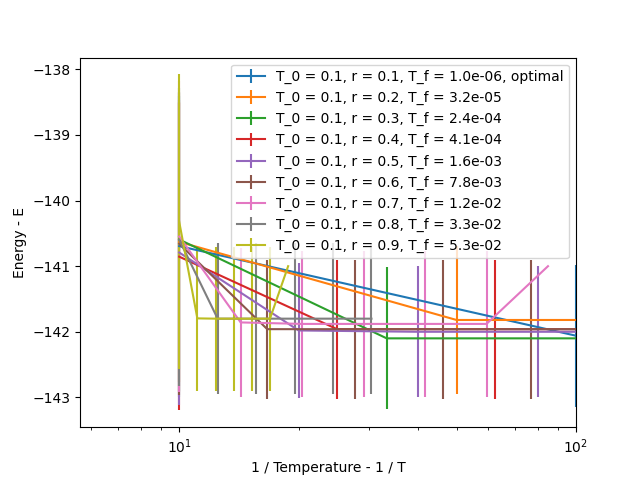 −138
−139
−140
−141
−142
−143
Energy - E
T_0 = 0.1, r = 0.1, T_f = 1.0e-06, optimal
T_0 = 0.1, r = 0.2, T_f = 3.2e-05
T_0 = 0.1, r = 0.3, T_f = 2.4e-04
T_0 = 0.1, r = 0.4, T_f = 4.1e-04
T_0 = 0.1, r = 0.5, T_f = 1.6e-03
T_0 = 0.1, r = 0.6, T_f = 7.8e-03
T_0 = 0.1, r = 0.7, T_f = 1.2e-02
T_0 = 0.1, r = 0.8, T_f = 3.3e-02
T_0 = 0.1, r = 0.9, T_f = 5.3e-02
10¹ 10²
1 / Temperature - 1 / T